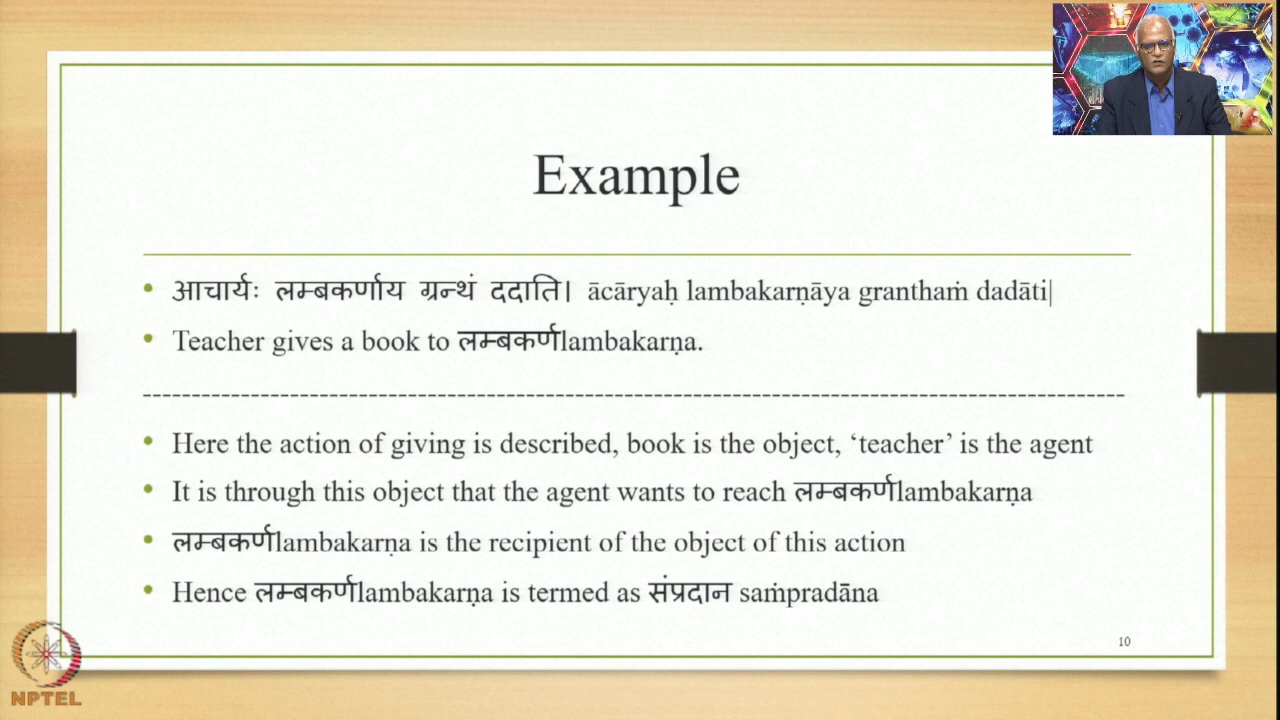 Example
• आचार्यः लम्बकर्णाय ग्रन्थं ददाति। ācāryaḥ lambakarṇāya granthaṁ dadāti|
• Teacher gives a book to लम्बकर्णlambakarṇa.
--------------------------------------------------------------------------------------------------
• Here the action of giving is described, book is the object, ‘teacher’ is the agent
• It is through this object that the agent wants to reach लम्बकर्णlambakarṇa
• लम्बकर्णlambakarṇa is the recipient of the object of this action
• Hence लम्बकर्णlambakarṇa is termed as संप्रदान saṁpradāna
10
NPTEL